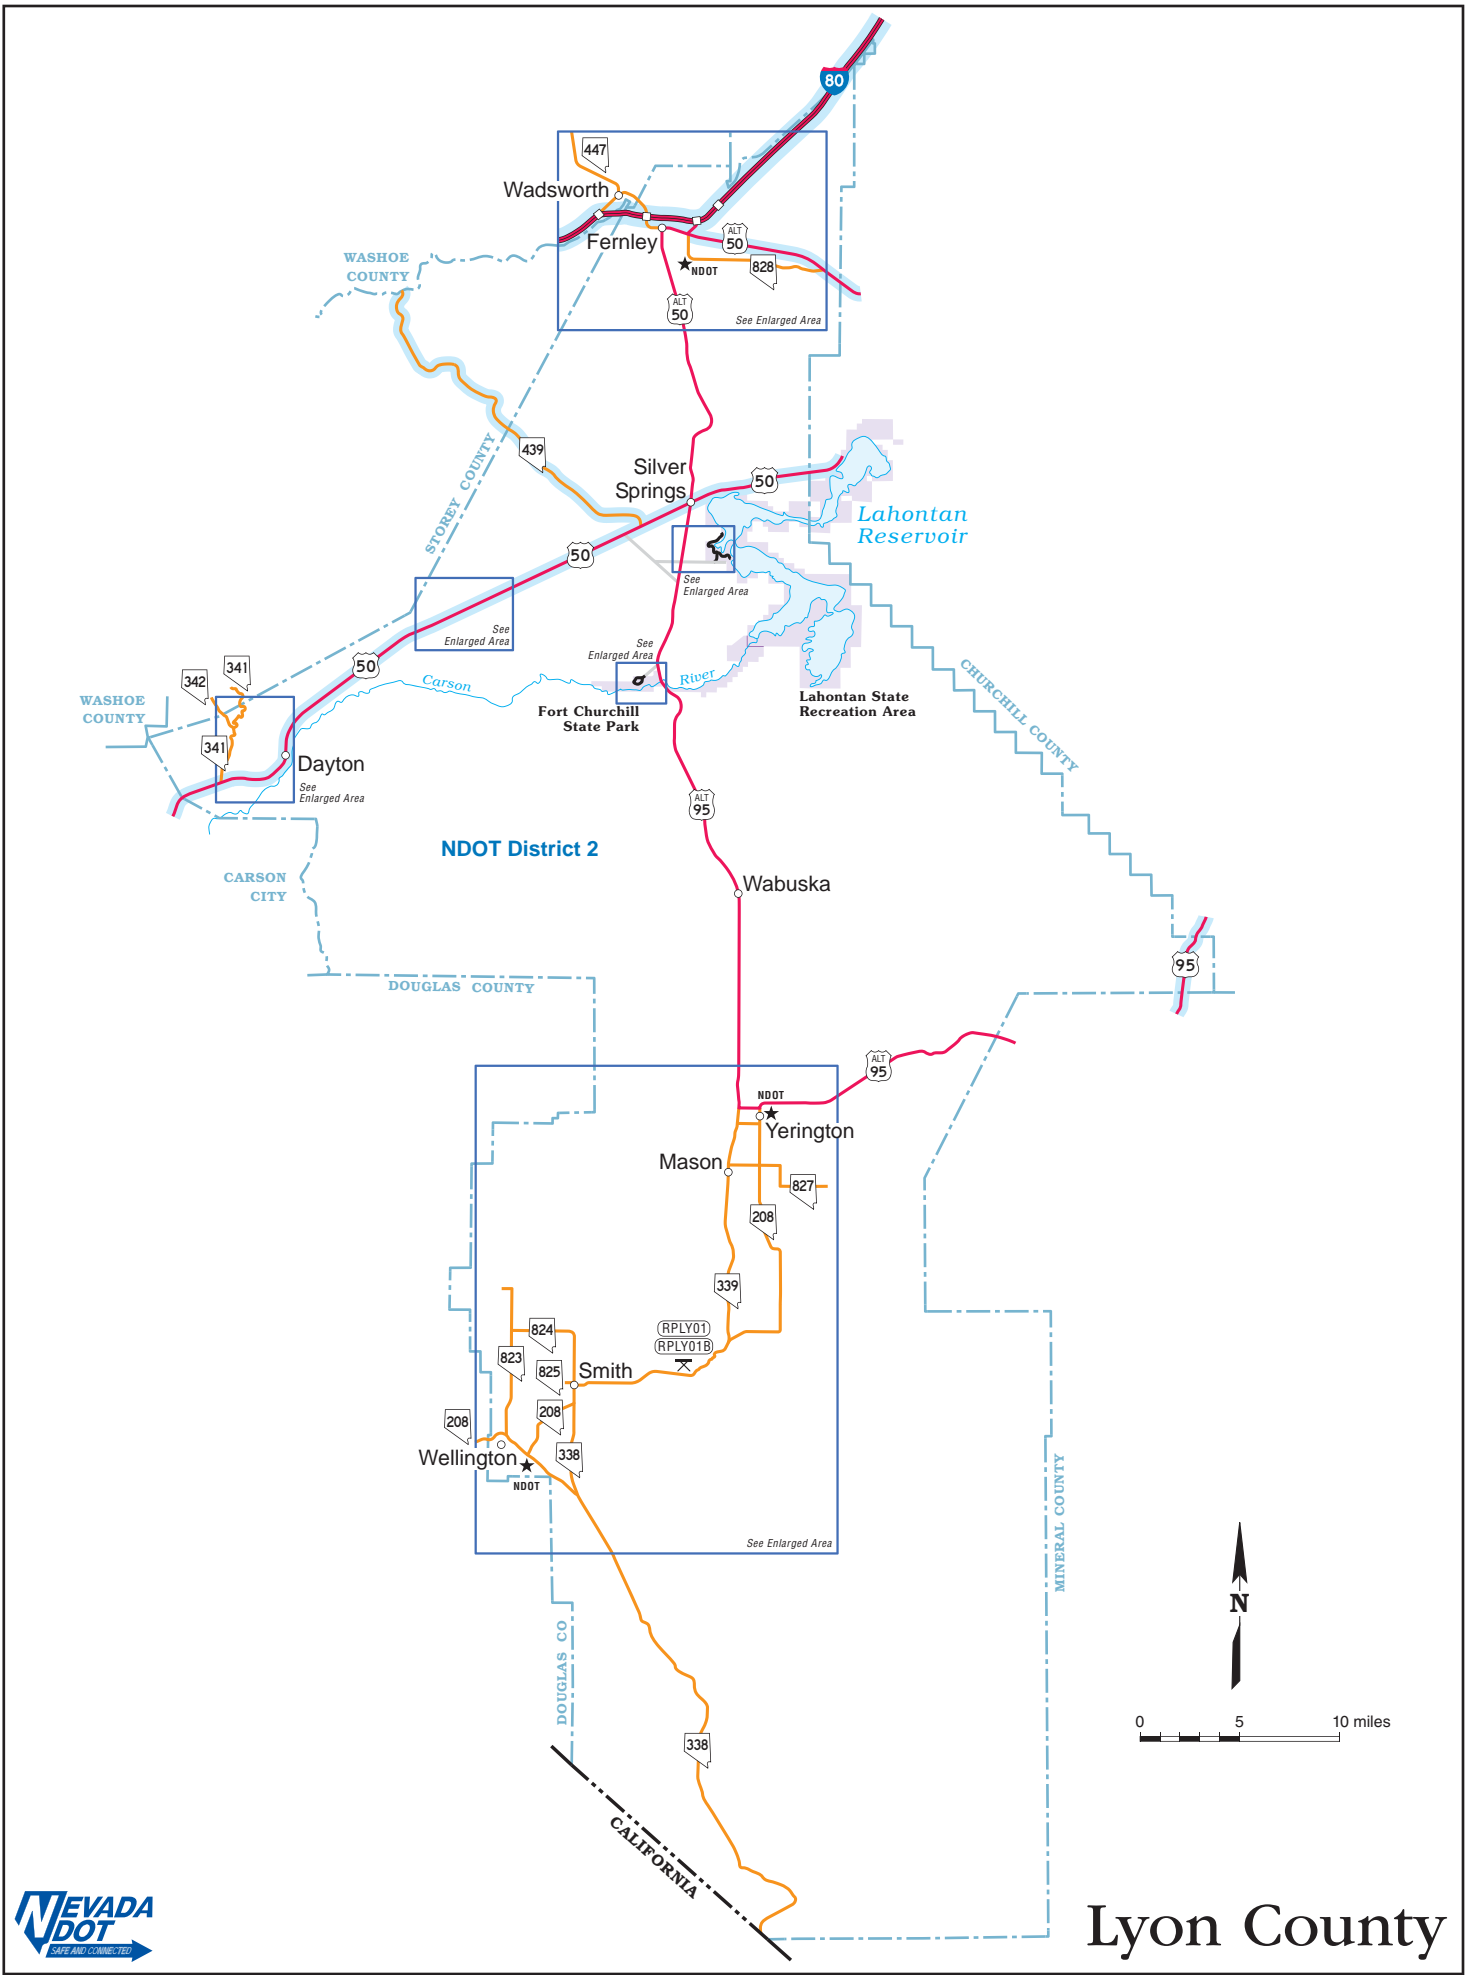 80
447
Wadsworth
Fernley
ALT
50
NDOT
828
ALT
50
See Enlarged Area
WASHOE
COUNTY
439
STOREY COUNTY
Silver
Springs
50
Lahontan
Reservoir
50
See
Enlarged Area
See
Enlarged Area
See
Enlarged Area
50
341
342
WASHOE
COUNTY
341
Carson
River
Fort Churchill
State Park
Lahontan State
Recreation Area
CHURCHILL COUNTY
Dayton
See
Enlarged Area
ALT
95
NDOT District 2
CARSON
CITY
Wabuska
95
DOUGLAS COUNTY
ALT
95
NDOT
Yerington
Mason
827
208
339
RPLY01
RPLY01B
824
823
825
Smith
208
208
338
Wellington
NDOT
See Enlarged Area
MINERAL COUNTY
DOUGLAS CO
N
0 5 10 miles
338
CALIFORNIA
NEVADA
DOT
SAFE AND CONNECTED
Lyon County